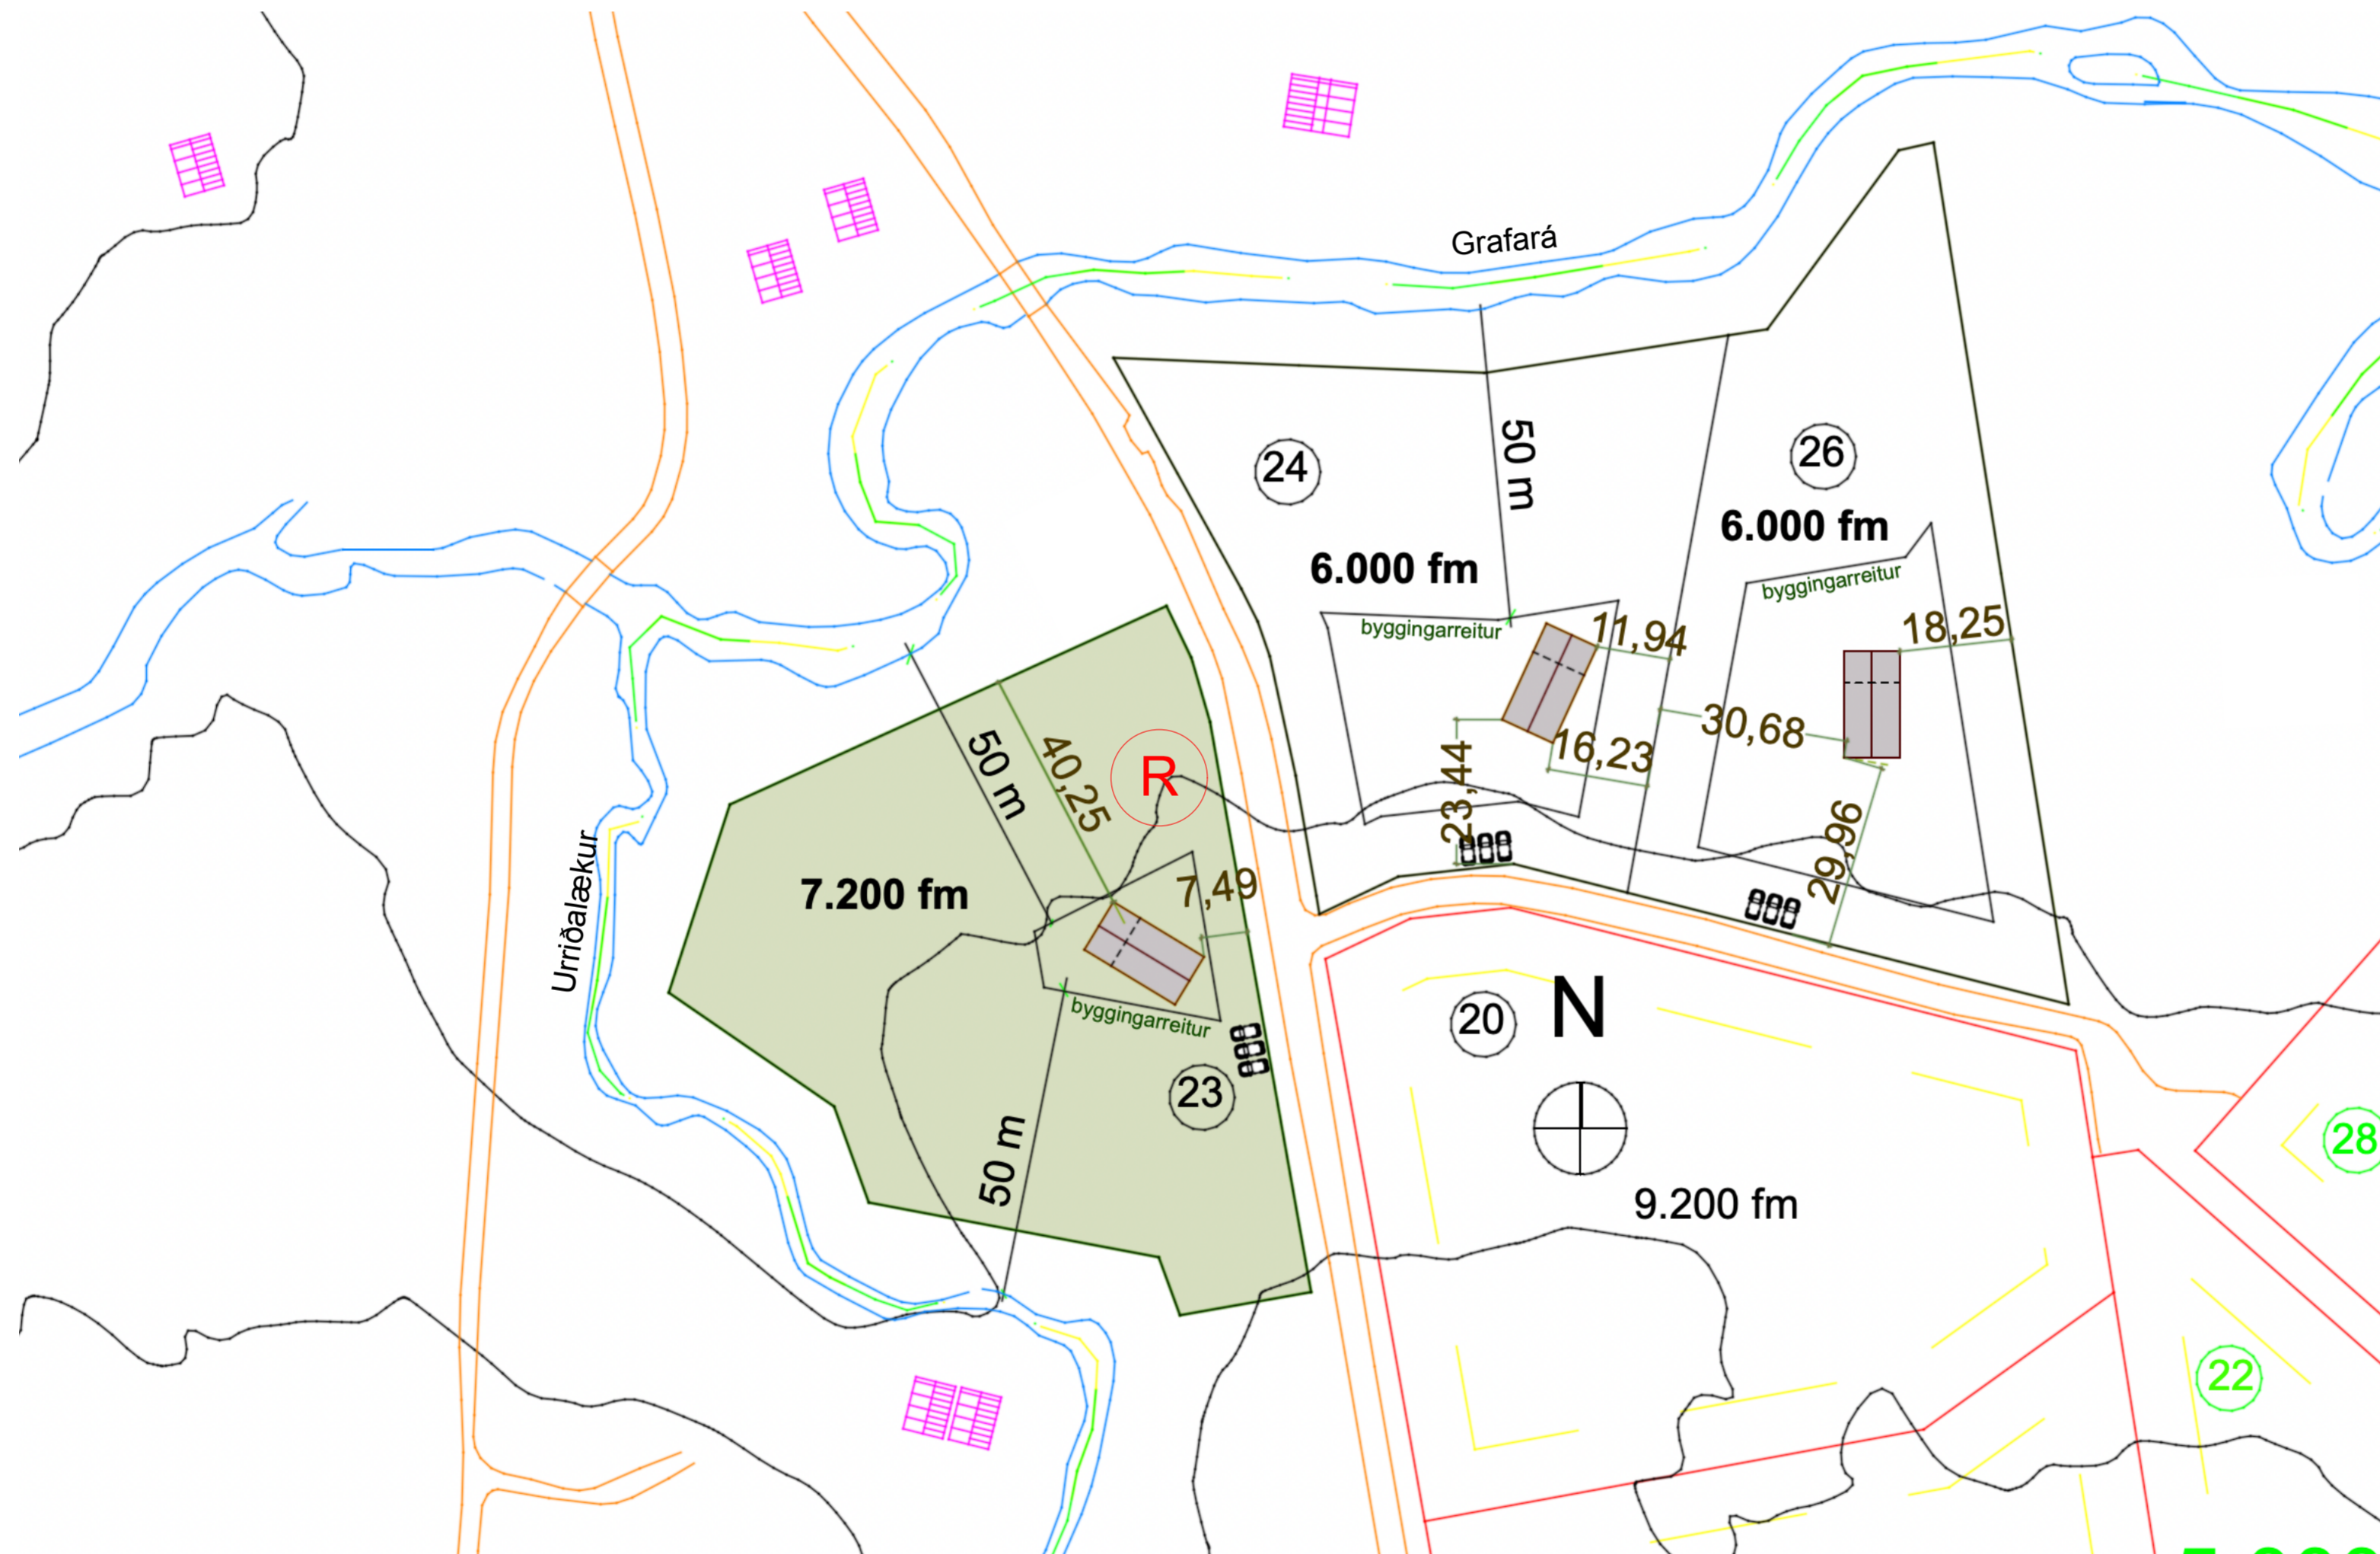 Grafará
24
50 m
26
6.000 fm
6.000 fm
byggingarreitur
byggingarreitur
11,94
18,25
50 m
40,25
R
23,44
16,23
30,68
29,96
Urriðalækur
7.200 fm
7,49
byggingarreitur
20
N
23
50 m
28
9.200 fm
22